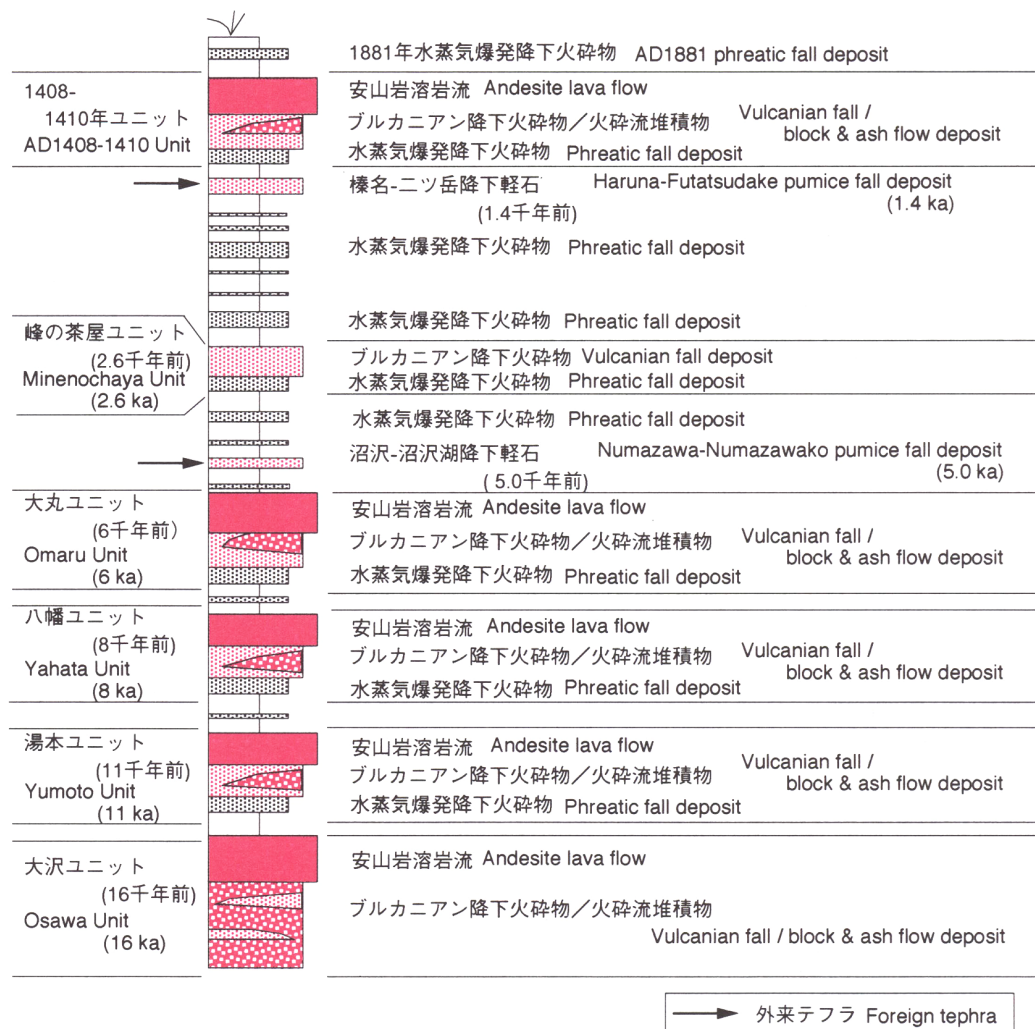 1881年水蒸気爆発降下火砕物 AD1881 phreatic fall deposit
1408-
1410年ユニット
AD1408-1410 Unit
安山岩溶岩流 Andesite lava flow
ブルカニアン降下火砕物／火砕流堆積物 Vulcanian fall /
block & ash flow deposit
水蒸気爆発降下火砕物 Phreatic fall deposit
榛名-二ツ岳降下軽石 Haruna-Futatsudake pumice fall deposit
(1.4千年前) (1.4 ka)
水蒸気爆発降下火砕物 Phreatic fall deposit
水蒸気爆発降下火砕物 Phreatic fall deposit
峰の茶屋ユニット
(2.6千年前)
Minenochaya Unit
(2.6 ka)
ブルカニアン降下火砕物 Vulcanian fall deposit
水蒸気爆発降下火砕物 Phreatic fall deposit
水蒸気爆発降下火砕物 Phreatic fall deposit
沼沢-沼沢湖降下軽石 Numazawa-Numazawako pumice fall deposit
(5.0千年前) (5.0 ka)
大丸ユニット
(6千年前)
Omaru Unit
(6 ka)
安山岩溶岩流 Andesite lava flow
ブルカニアン降下火砕物／火砕流堆積物 Vulcanian fall /
block & ash flow deposit
水蒸気爆発降下火砕物 Phreatic fall deposit
八幡ユニット
(8千年前)
Yahata Unit
(8 ka)
安山岩溶岩流 Andesite lava flow
ブルカニアン降下火砕物／火砕流堆積物 Vulcanian fall /
block & ash flow deposit
水蒸気爆発降下火砕物 Phreatic fall deposit
湯本ユニット
(11千年前)
Yumoto Unit
(11 ka)
安山岩溶岩流 Andesite lava flow
ブルカニアン降下火砕物／火砕流堆積物 Vulcanian fall /
block & ash flow deposit
水蒸気爆発降下火砕物 Phreatic fall deposit
大沢ユニット
(16千年前)
Osawa Unit
(16 ka)
安山岩溶岩流 Andesite lava flow
ブルカニアン降下火砕物／火砕流堆積物
Vulcanian fall / block & ash flow deposit
外来テフラ Foreign tephra